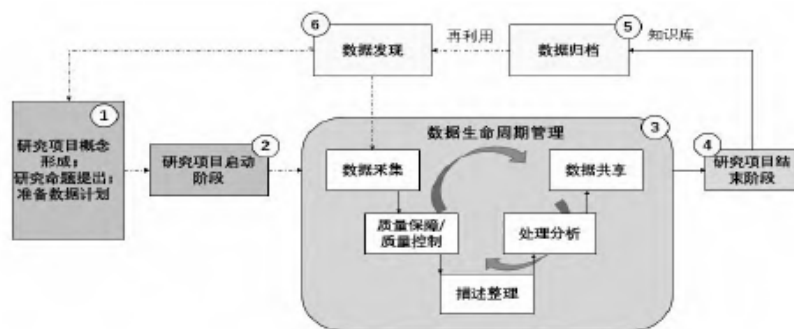 ⑥
数据发现
再利用
⑤
数据归档
知识库
①
研究项目概念
形成；
研究命题提出；
准备数据计划
②
研究项目启动
阶段
③
数据生命周期管理
数据采集
数据共享
质量保障/
质量控制
处理分析
描述整理
④
研究项目结
束阶段